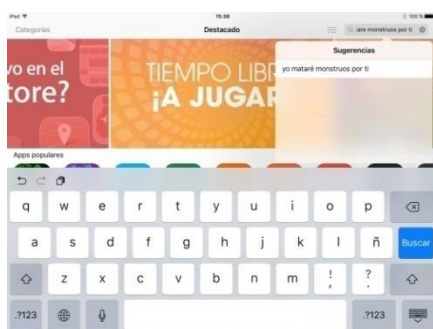 iPad
15:38
100 %
Categorías
Destacado
are monstruos por ti
Sugerencias
yo mataré monstruos por ti
vo en el
tore?
TIEMPO LIBR
¡A JUGAR
Apps populares
q w e r t y u i o p
a s d f g h j k l ñ Buscar
z x c v b n m ! , ? .
.?123 .?123